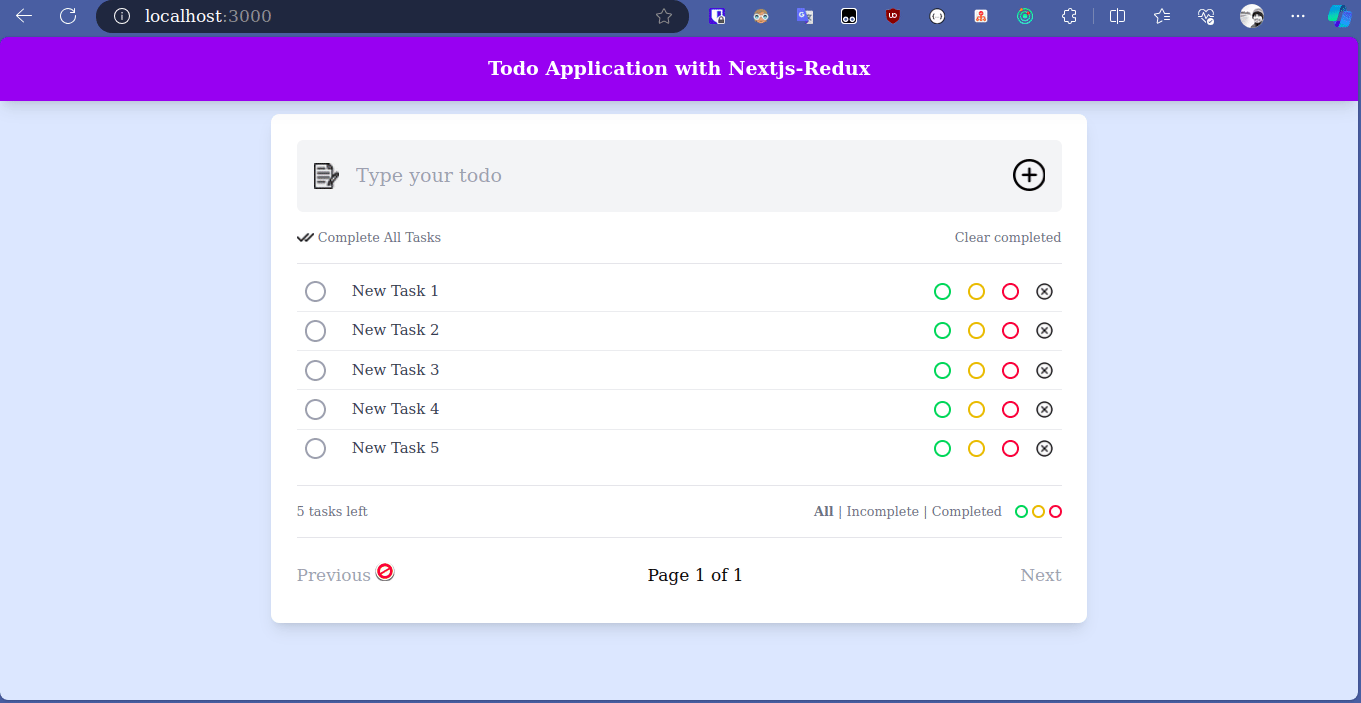 localhost:3000
Todo Application with Nextjs-Redux
Type your todo
Complete All Tasks Clear completed
New Task 1
New Task 2
New Task 3
New Task 4
New Task 5
5 tasks left All | Incomplete | Completed
Previous Page 1 of 1 Next